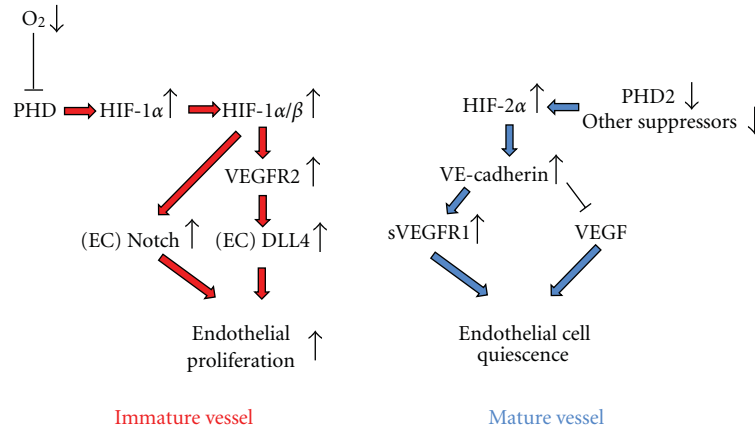 O₂ ↓
PHD
HIF-1α ↑
HIF-1α/β ↑
VEGFR2 ↑
(EC) Notch ↑
(EC) DLL4 ↑
Endothelial
proliferation ↑
Immature vessel
HIF-2α ↑
PHD2 ↓
Other suppressors ↓
VE-cadherin ↑
sVEGFR1 ↑
VEGF
Endothelial cell
quiescence
Mature vessel